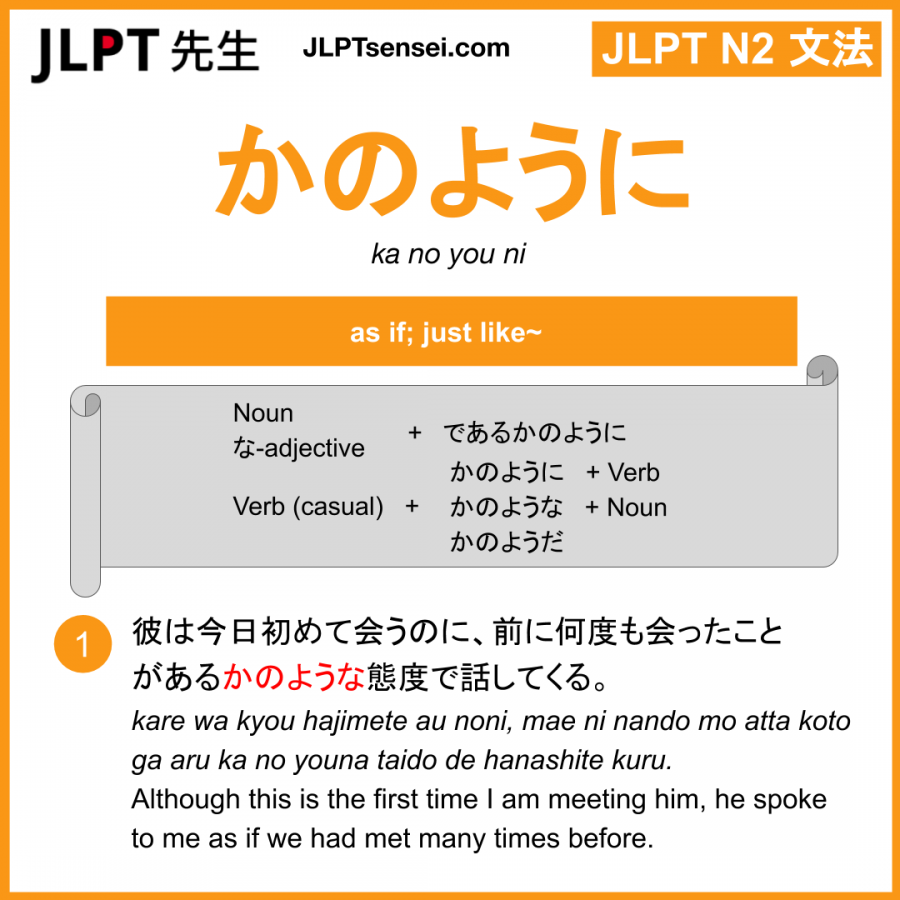 JLPT 先生 JLPTsensei.com JLPT N2 文法
かのように
ka no you ni
as if; just like~
Noun
な-adjective + であるかのように
かのように + Verb
Verb (casual) + かのような + Noun
かのようだ
1 彼は今日初めて会うのに、前に何度も会ったこと
があるかのような態度で話してくる。
kare wa kyou hajimete au noni, mae ni nando mo atta koto
ga aru ka no youna taido de hanashite kuru.
Although this is the first time I am meeting him, he spoke
to me as if we had met many times before.